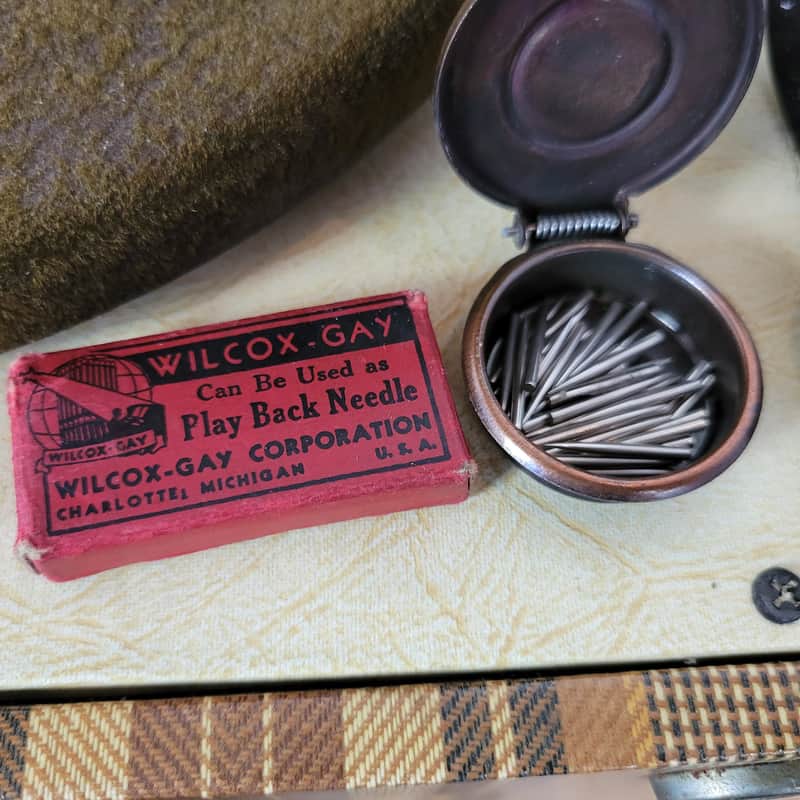 WILCOX-GAY
Can Be Used as
Play Back Needle
WILCOX-GAY
WILCOX-GAY CORPORATION
CHARLOTTE, MICHIGAN U. S. A.